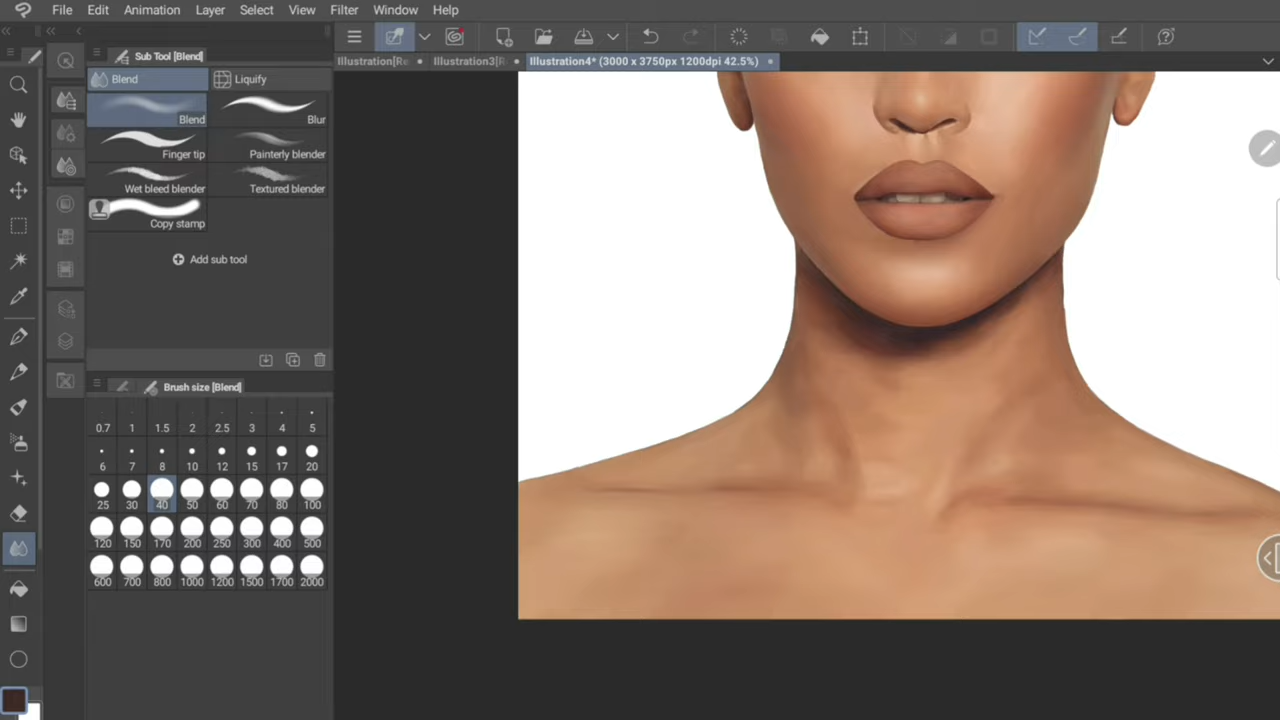 File Edit Animation Layer Select View Filter Window Help
Sub Tool [Blend]
Illustration[Re Illustration3[R Illustration4* (3000 x 3750px 1200dpi 42.5%)
Blend Liquify
Blend Blur
Finger tip Painterly blender
Wet bleed blender Textured blender
Copy stamp
Add sub tool
Brush size [Blend]
0.7 1 1.5 2 2.5 3 4 5
6 7 8 10 12 15 17 20
25 30 40 50 60 70 80 100
120 150 170 200 250 300 400 500
600 700 800 1000 1200 1500 1700 2000